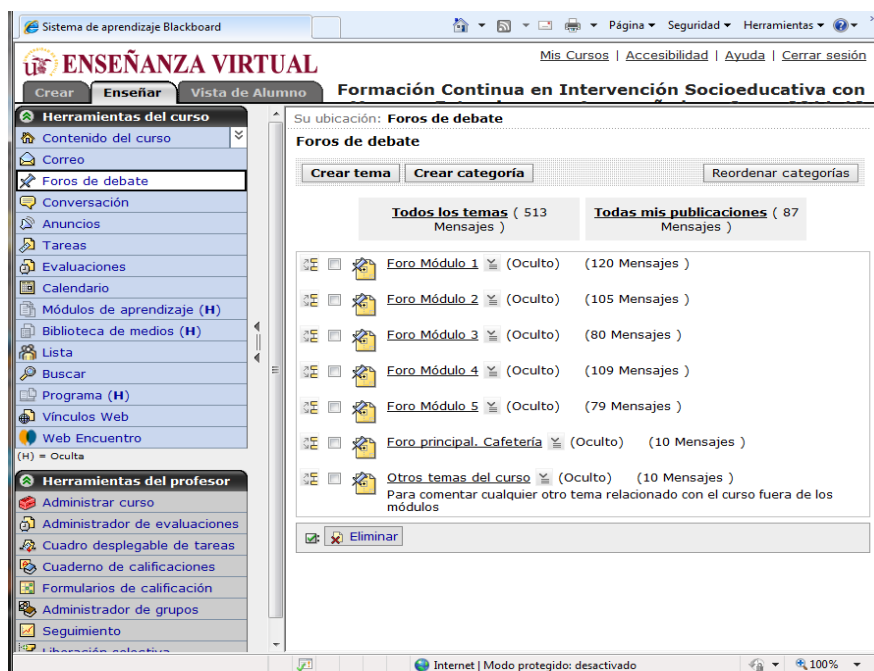 Sistema de aprendizaje Blackboard
Página Seguridad Herramientas
Mis Cursos | Accesibilidad | Ayuda | Cerrar sesión
ENSEÑANZA VIRTUAL
Crear Enseñar Vista de Alumno
Formación Continua en Intervención Socioeducativa con
Herramientas del curso
Contenido del curso
Correo
Foros de debate
Conversación
Anuncios
Tareas
Evaluaciones
Calendario
Módulos de aprendizaje (H)
Biblioteca de medios (H)
Lista
Buscar
Programa (H)
Vínculos Web
Web Encuentro
(H) = Oculta
Herramientas del profesor
Administrar curso
Administrador de evaluaciones
Cuadro desplegable de tareas
Cuaderno de calificaciones
Formularios de calificación
Administrador de grupos
Seguimiento
Su ubicación: Foros de debate
Foros de debate
Crear tema Crear categoría Reordenar categorías
Todos los temas ( 513
Mensajes )
Todas mis publicaciones ( 87
Mensajes )
Foro Módulo 1 (Oculto) (120 Mensajes )
Foro Módulo 2 (Oculto) (105 Mensajes )
Foro Módulo 3 (Oculto) (80 Mensajes )
Foro Módulo 4 (Oculto) (109 Mensajes )
Foro Módulo 5 (Oculto) (79 Mensajes )
Foro principal. Cafetería (Oculto) (10 Mensajes )
Otros temas del curso (Oculto) (10 Mensajes )
Para comentar cualquier otro tema relacionado con el curso fuera de los
módulos
Eliminar
Internet | Modo protegido: desactivado
100%